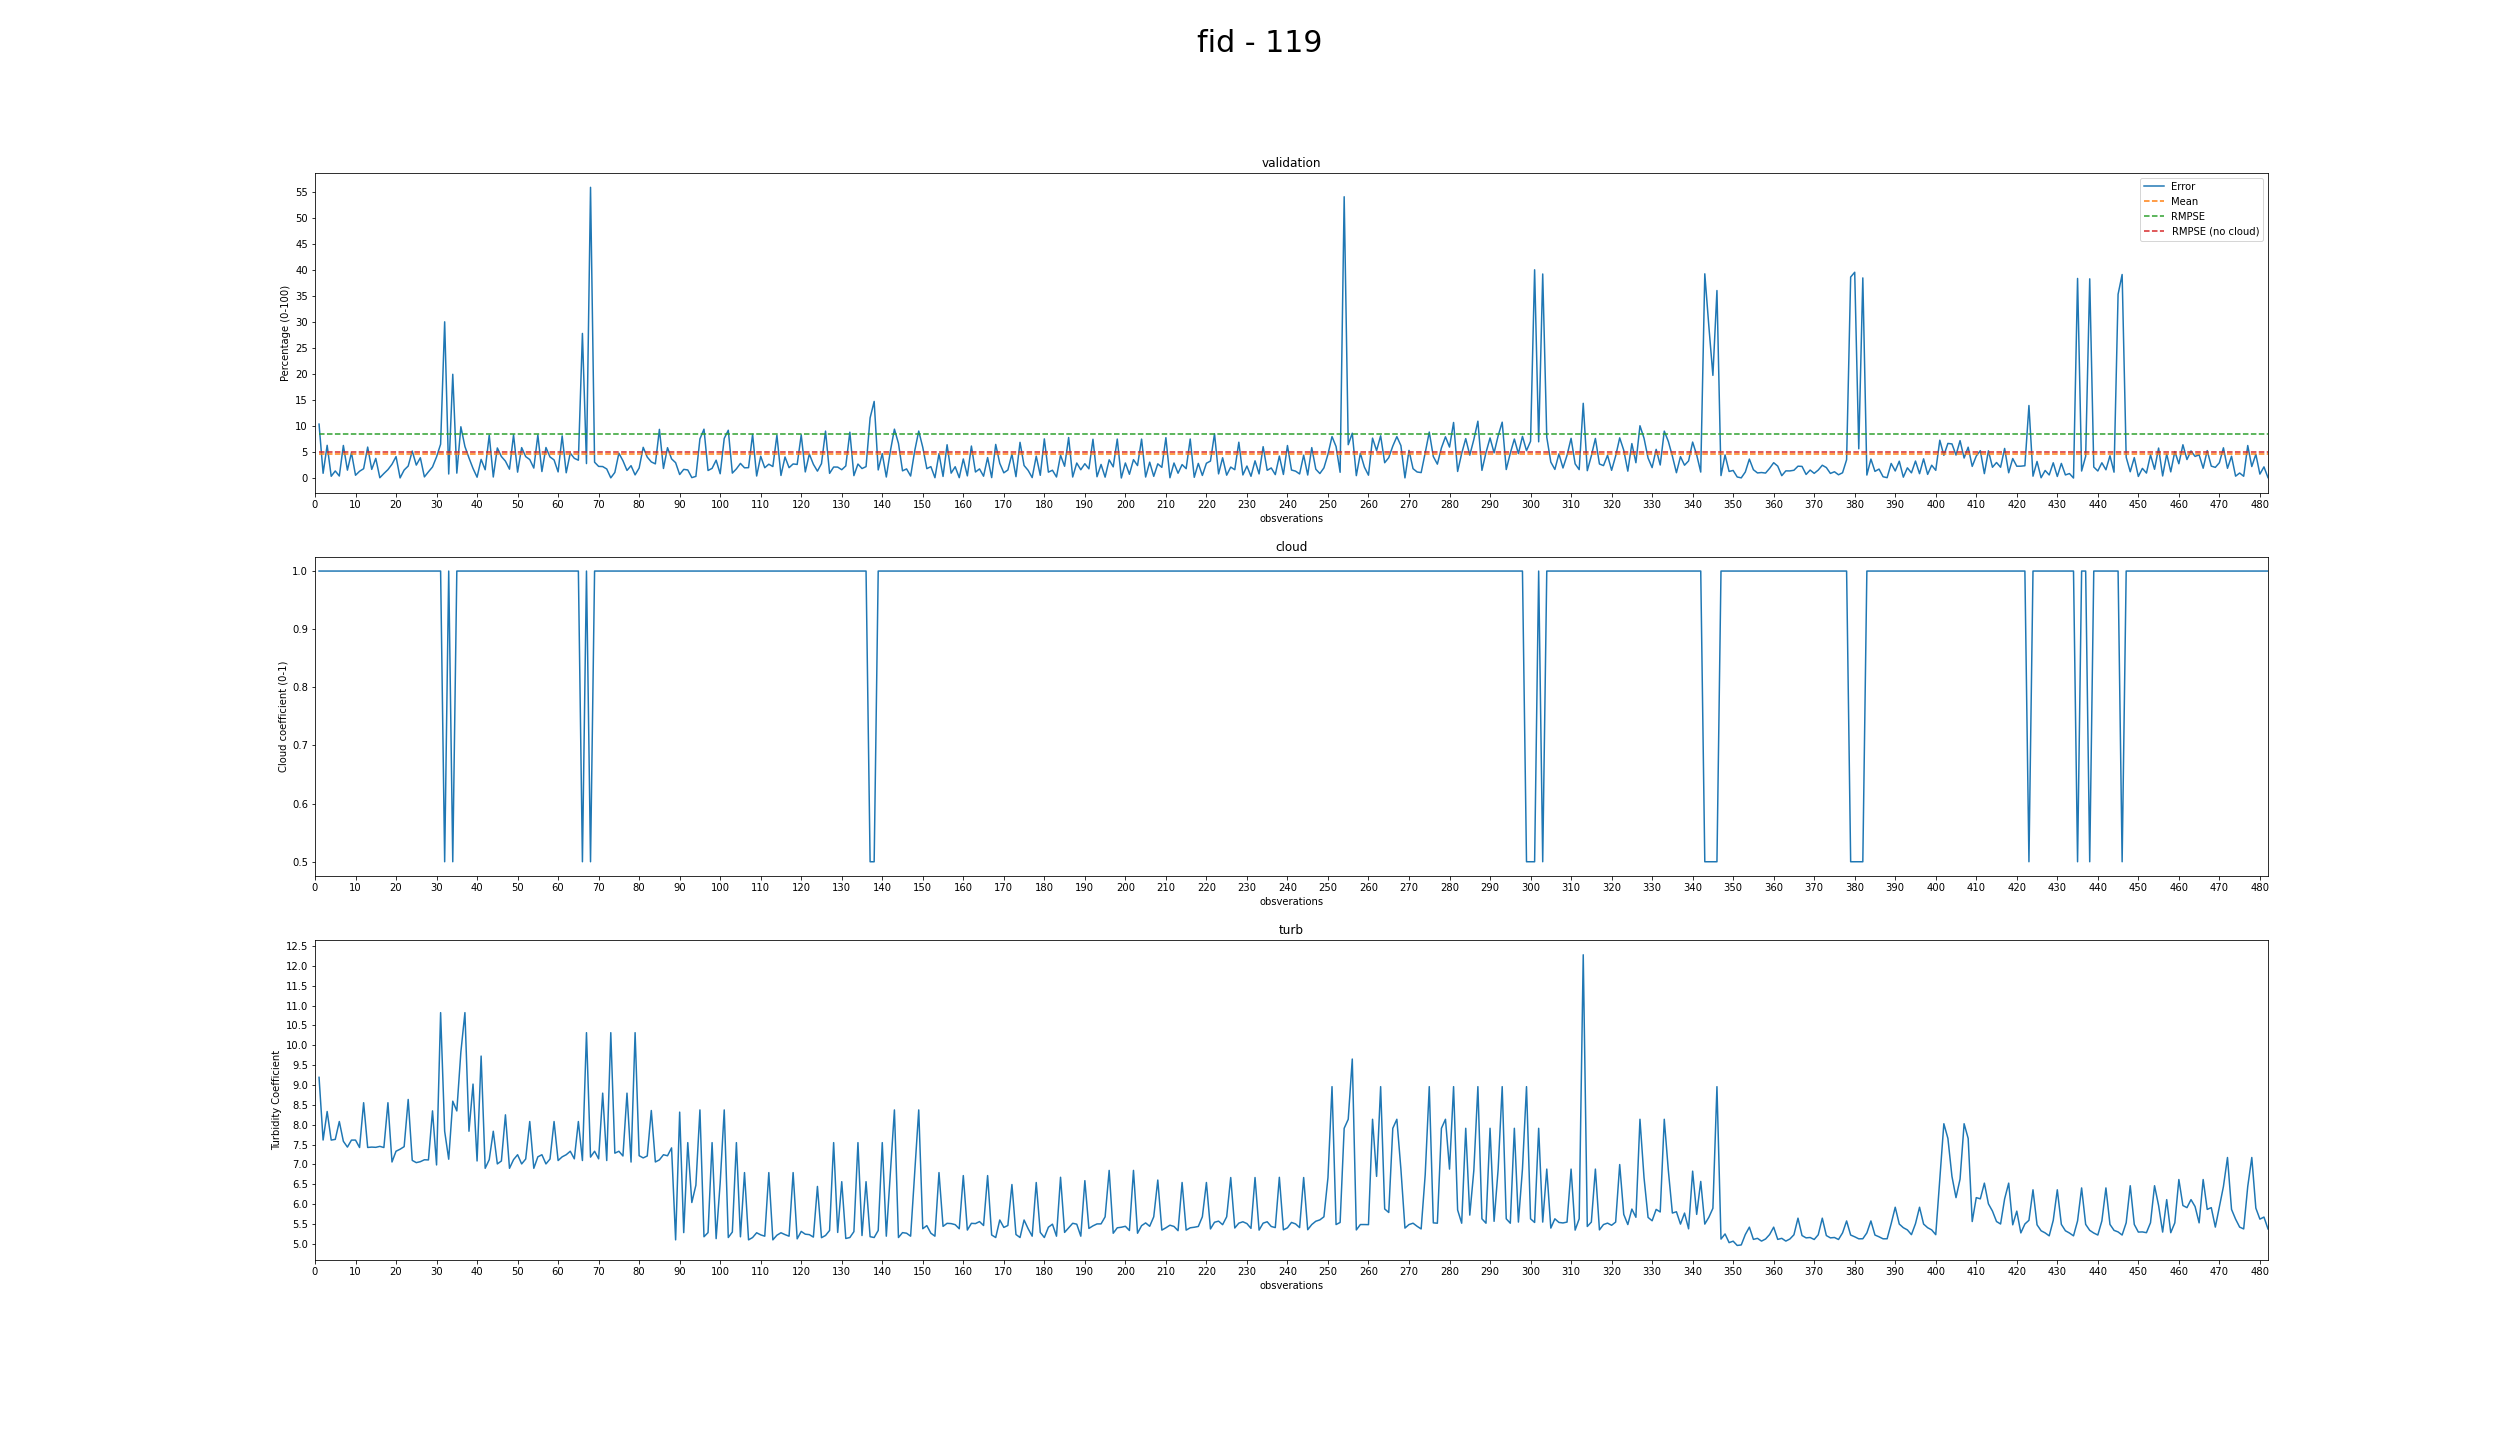 fid - 119
validation
Percentage (0-100)
55
50
45
40
35
30
25
20
15
10
5
0
Error
Mean
RMPSE
RMPSE (no cloud)
0 10 20 30 40 50 60 70 80 90 100 110 120 130 140 150 160 170 180 190 200 210 220 230 240 250 260 270 280 290 300 310 320 330 340 350 360 370 380 390 400 410 420 430 440 450 460 470 480
obsverations
cloud
Cloud coefficient (0-1)
1.0
0.9
0.8
0.7
0.6
0.5
0 10 20 30 40 50 60 70 80 90 100 110 120 130 140 150 160 170 180 190 200 210 220 230 240 250 260 270 280 290 300 310 320 330 340 350 360 370 380 390 400 410 420 430 440 450 460 470 480
obsverations
turb
Turbidity Coefficient
12.5
12.0
11.5
11.0
10.5
10.0
9.5
9.0
8.5
8.0
7.5
7.0
6.5
6.0
5.5
5.0
0 10 20 30 40 50 60 70 80 90 100 110 120 130 140 150 160 170 180 190 200 210 220 230 240 250 260 270 280 290 300 310 320 330 340 350 360 370 380 390 400 410 420 430 440 450 460 470 480
obsverations